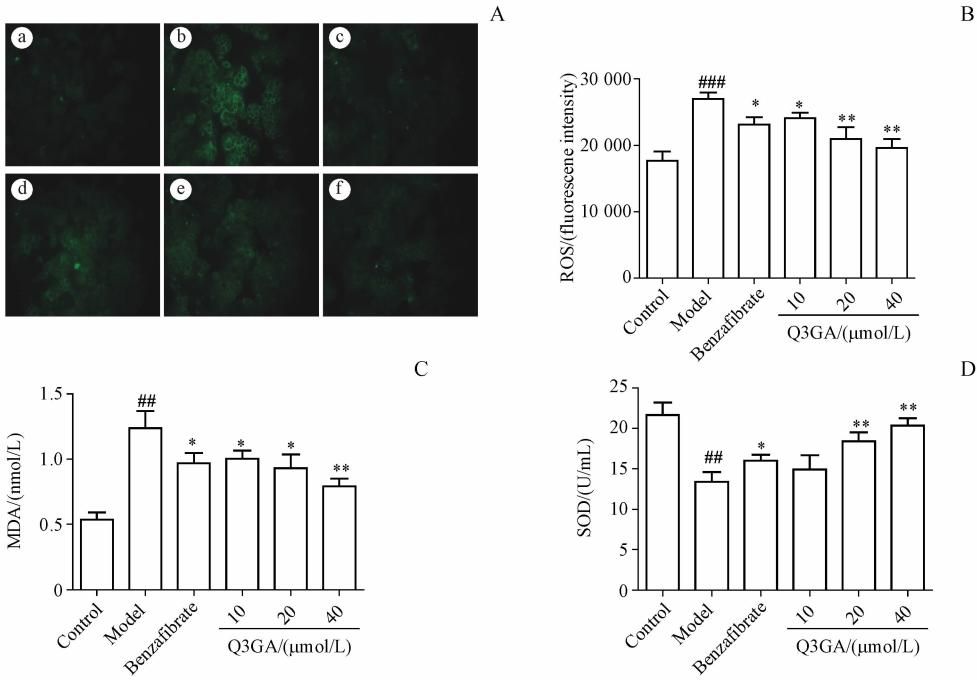 A
a
b
c
d
e
f
B
ROS/(fluorescene intensity)
30 000
20 000
10 000
0
###
*
*
**
**
Control
Model
Benzafibrate
10
20
40
Q3GA/(μmol/L)
C
MDA/(nmol/L)
1.5
1.0
0.5
0
##
*
*
*
**
Control
Model
Benzafibrate
10
20
40
Q3GA/(μmol/L)
D
SOD/(U/mL)
25
20
15
10
5
0
##
*
**
**
Control
Model
Benzafibrate
10
20
40
Q3GA/(μmol/L)